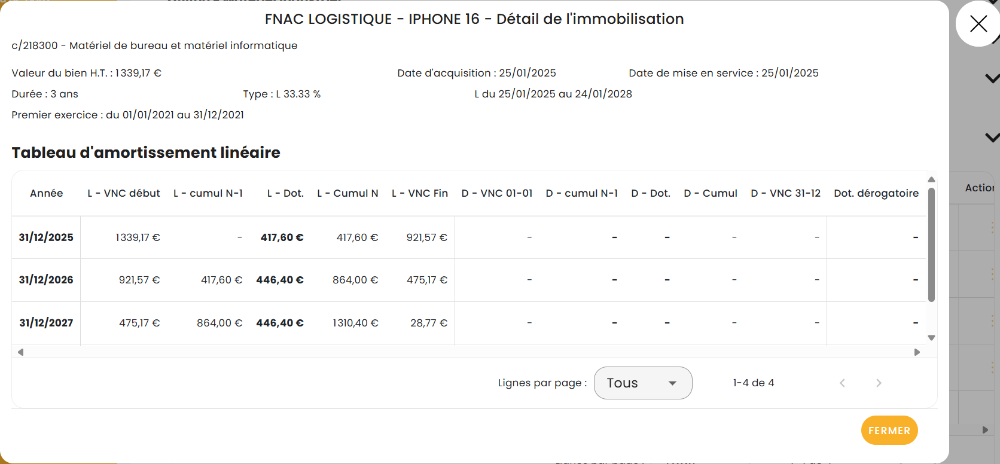 FNAC LOGISTIQUE - IPHONE 16 - Détail de l'immobilisation
c/218300 - Matériel de bureau et matériel informatique
Valeur du bien H.T. : 1 339,17 € Date d'acquisition : 25/01/2025 Date de mise en service : 25/01/2025
Durée : 3 ans Type : L 33.33 % L du 25/01/2025 au 24/01/2028
Premier exercice : du 01/01/2021 au 31/12/2021
Tableau d'amortissement linéaire
Année L - VNC début L - cumul N-1 L - Dot. L - Cumul N L - VNC Fin D - VNC 01-01 D - cumul N-1 D - Dot. D - Cumul D - VNC 31-12 Dot. dérogatoire
31/12/2025 1 339,17 € - 417,60 € 417,60 € 921,57 € - - - - - -
31/12/2026 921,57 € 417,60 € 446,40 € 864,00 € 475,17 € - - - - - -
31/12/2027 475,17 € 864,00 € 446,40 € 1 310,40 € 28,77 € - - - - - -
Lignes par page : Tous 1-4 de 4
FERMER